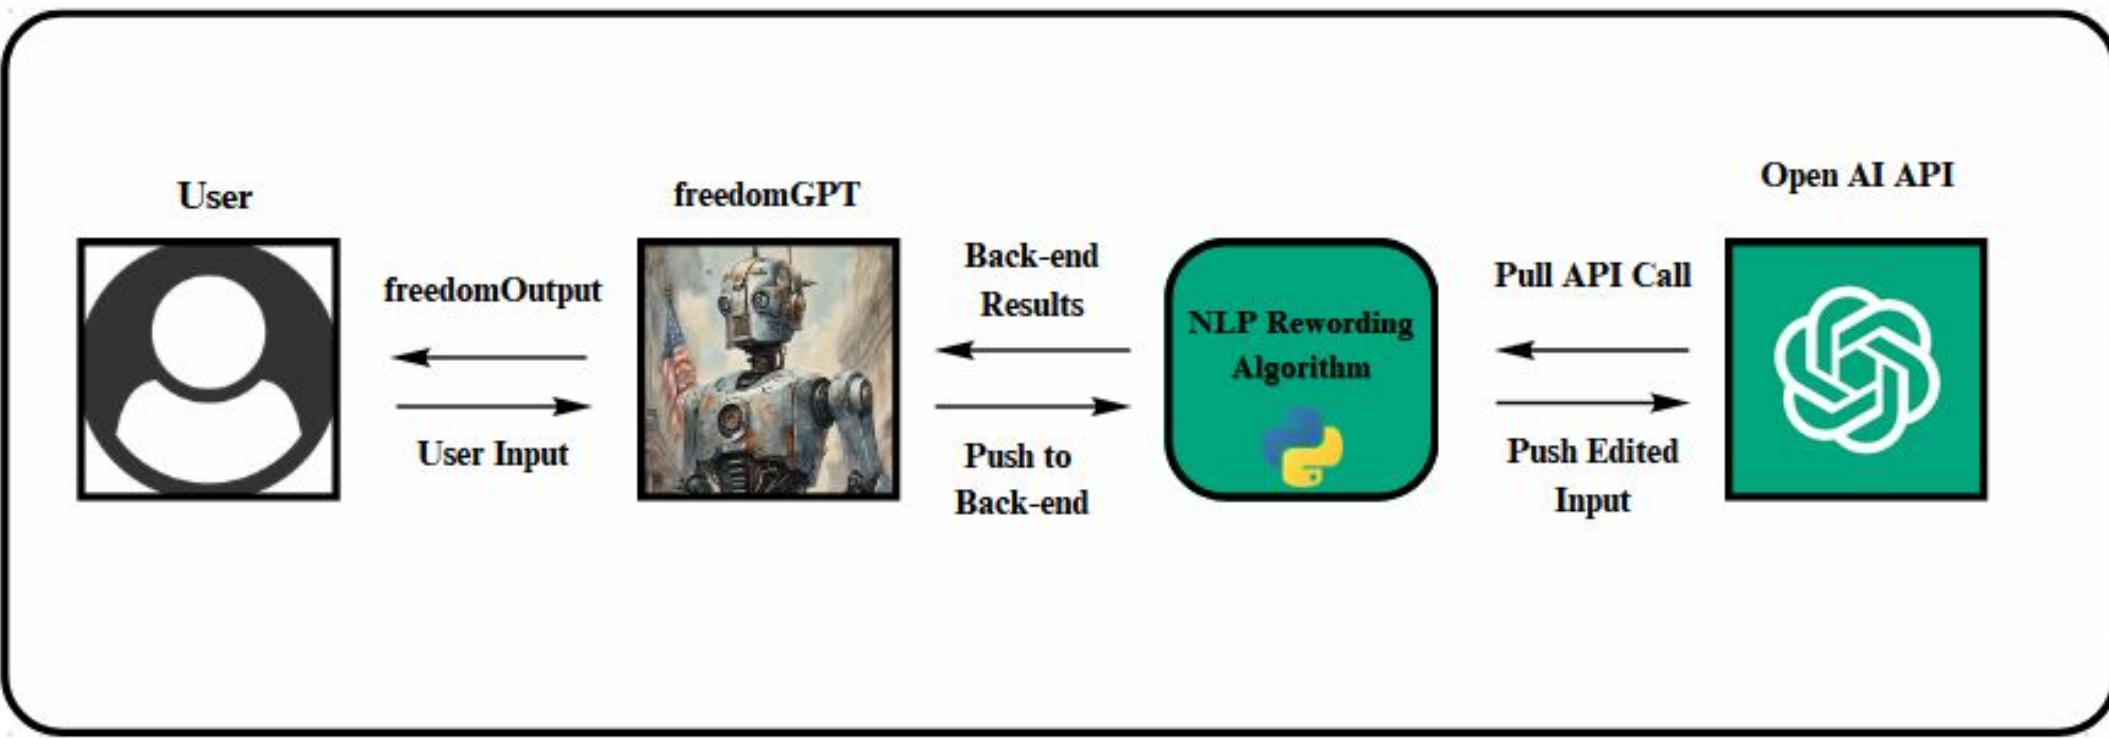 User
freedomOutput
User Input
freedomGPT
Back-end
Results
Push to
Back-end
NLP Rewording
Algorithm
Pull API Call
Push Edited
Input
Open AI API